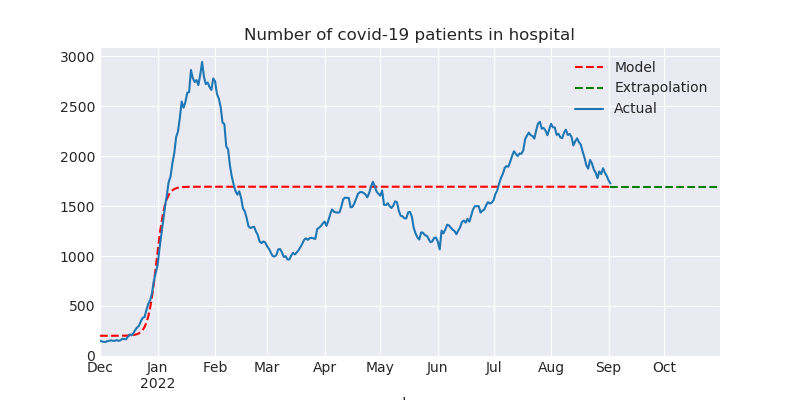 Number of covid-19 patients in hospital
3000
2500
2000
1500
1000
500
0
Model
Extrapolation
Actual
Dec Jan Feb Mar Apr May Jun Jul Aug Sep Oct
2022